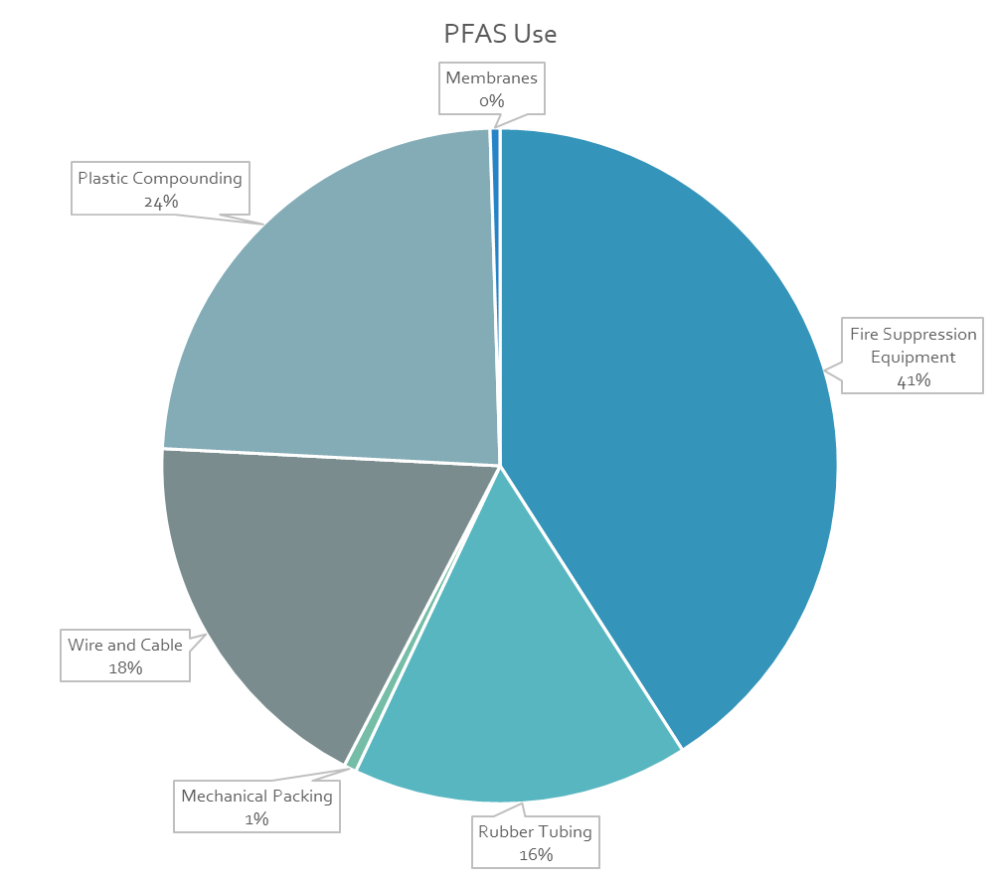 PFAS Use
Membranes
0%
Plastic Compounding
24%
Fire Suppression
Equipment
41%
Wire and Cable
18%
Mechanical Packing
1%
Rubber Tubing
16%